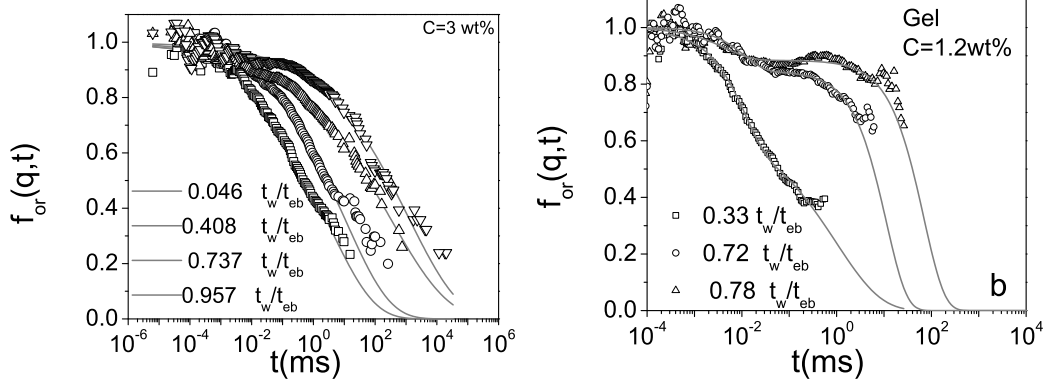 C=3 wt%
f_or(q,t)
1.0
0.8
0.6
0.4
0.2
0.0
0.046 t_w/t_eb
0.408 t_w/t_eb
0.737 t_w/t_eb
0.957 t_w/t_eb
10^-6 10^-4 10^-2 10^0 10^2 10^4 10^6
t(ms)
Gel
C=1.2wt%
f_or(q,t)
1.0
0.8
0.6
0.4
0.2
0.0
0.33 t_w/t_eb
0.72 t_w/t_eb
0.78 t_w/t_eb
b
10^-4 10^-2 10^0 10^2 10^4
t(ms)